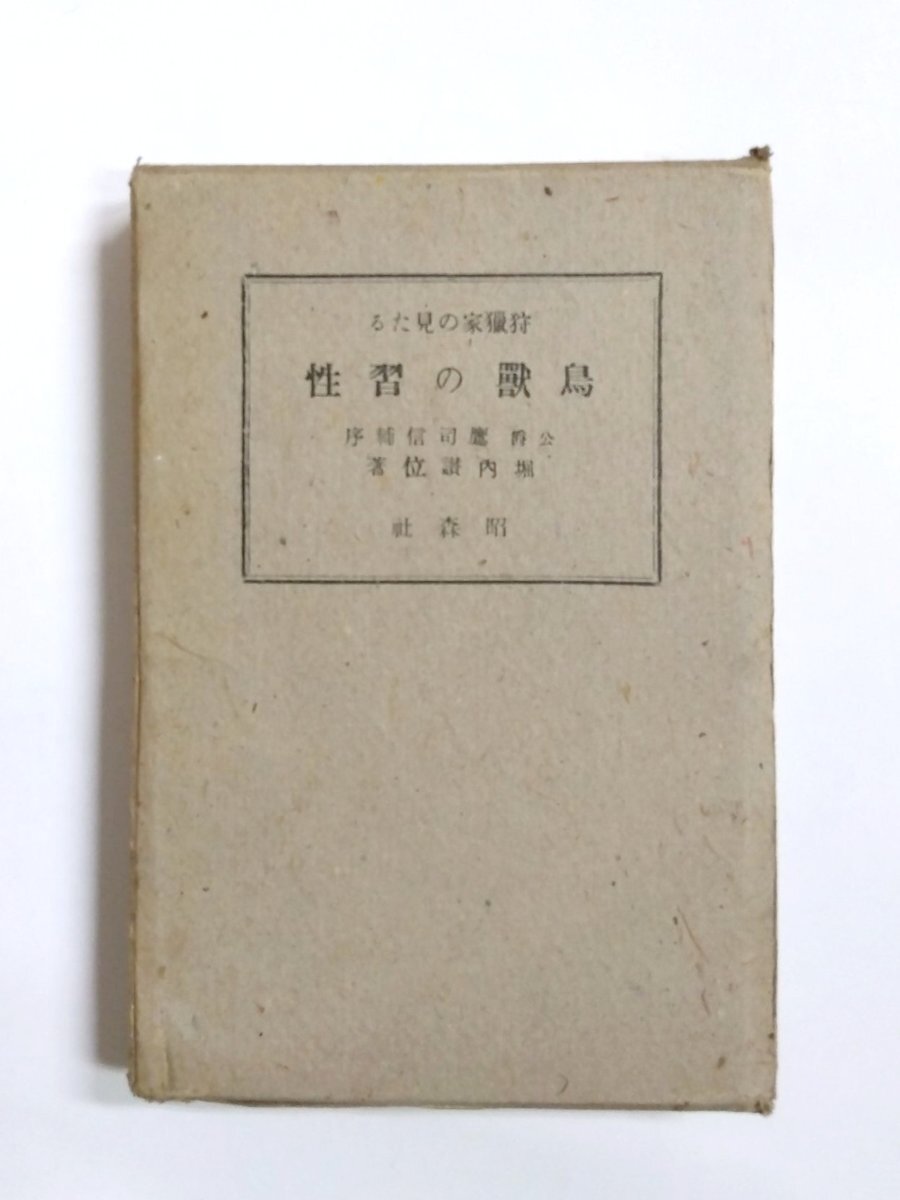 狩獵家の見たる
鳥獸の習性
公爵 鷹司信輔序
堀内讃位著
昭森社